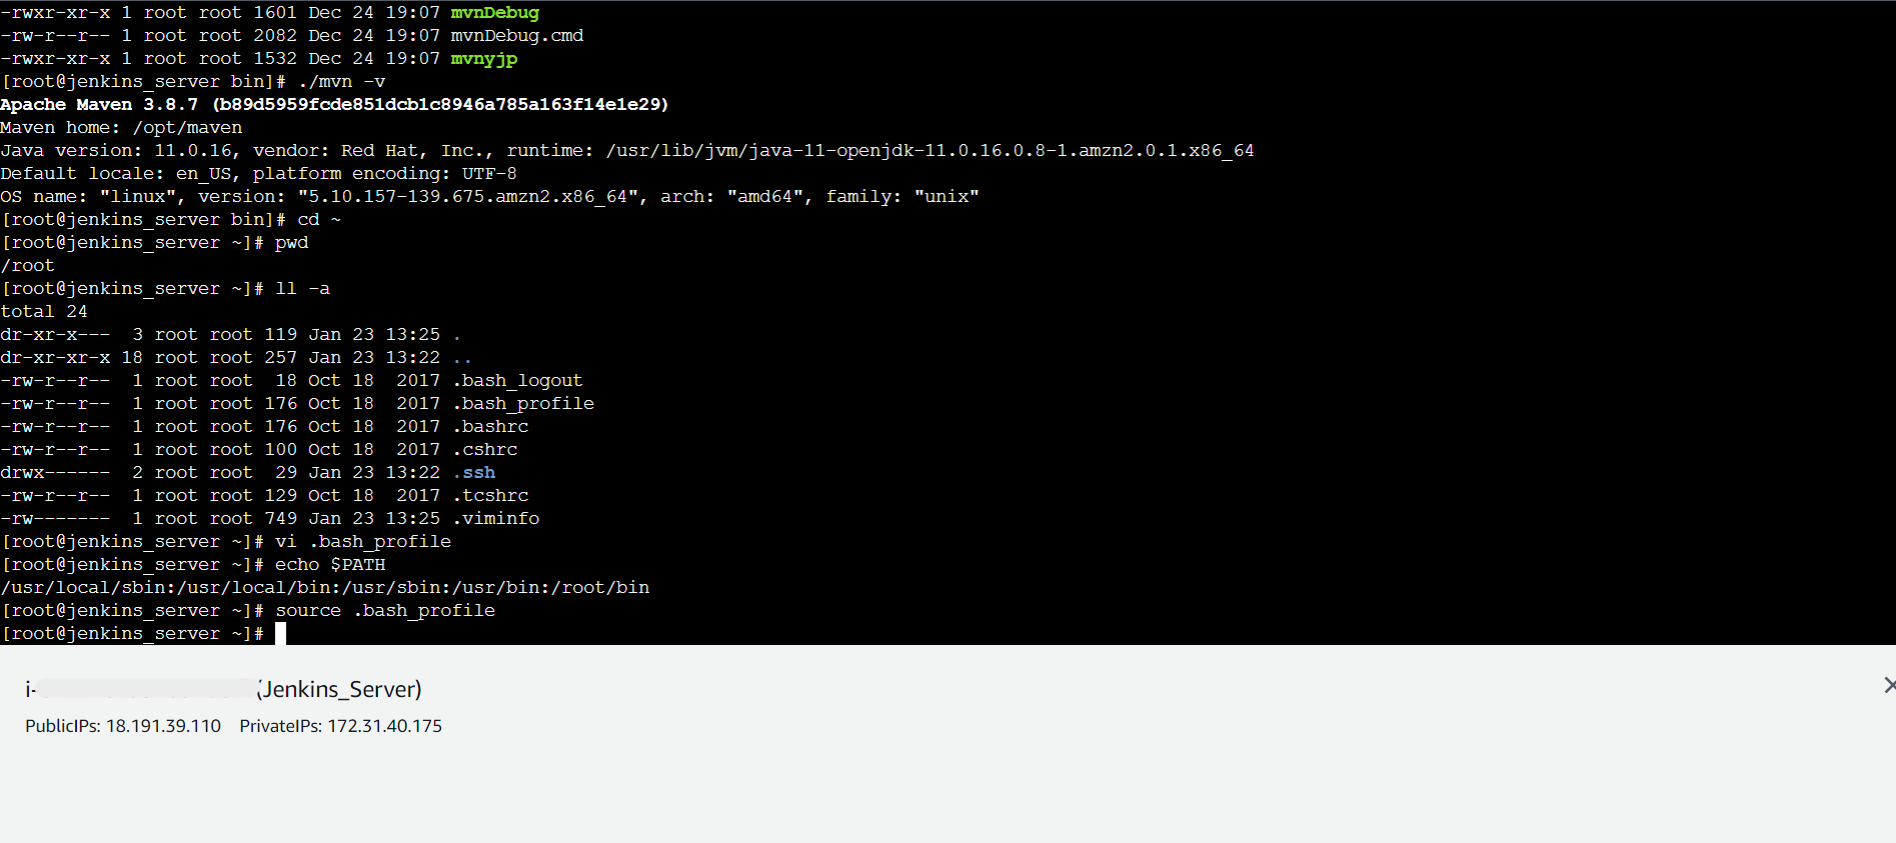 -rwxr-xr-x 1 root root 1601 Dec 24 19:07 mvnDebug
-rw-r--r-- 1 root root 2082 Dec 24 19:07 mvnDebug.cmd
-rwxr-xr-x 1 root root 1532 Dec 24 19:07 mvnyjp
[root@jenkins_server bin]# ./mvn -v
Apache Maven 3.8.7 (b89d5959fcde851dcb1c8946a785a163f14e1e29)
Maven home: /opt/maven
Java version: 11.0.16, vendor: Red Hat, Inc., runtime: /usr/lib/jvm/java-11-openjdk-11.0.16.0.8-1.amzn2.0.1.x86_64
Default locale: en_US, platform encoding: UTF-8
OS name: "linux", version: "5.10.157-139.675.amzn2.x86_64", arch: "amd64", family: "unix"
[root@jenkins_server bin]# cd ~
[root@jenkins_server ~]# pwd
/root
[root@jenkins_server ~]# ll -a
total 24
dr-xr-x---  3 root root 119 Jan 23 13:25 .
dr-xr-xr-x 18 root root 257 Jan 23 13:22 ..
-rw-r--r--  1 root root  18 Oct 18  2017 .bash_logout
-rw-r--r--  1 root root 176 Oct 18  2017 .bash_profile
-rw-r--r--  1 root root 176 Oct 18  2017 .bashrc
-rw-r--r--  1 root root 100 Oct 18  2017 .cshrc
drwx------  2 root root  29 Jan 23 13:22 .ssh
-rw-r--r--  1 root root 129 Oct 18  2017 .tcshrc
-rw-------  1 root root 749 Jan 23 13:25 .viminfo
[root@jenkins_server ~]# vi .bash_profile
[root@jenkins_server ~]# echo $PATH
/usr/local/sbin:/usr/local/bin:/usr/sbin:/usr/bin:/root/bin
[root@jenkins_server ~]# source .bash_profile
[root@jenkins_server ~]#
i- (Jenkins_Server)
PublicIPs: 18.191.39.110 PrivateIPs: 172.31.40.175